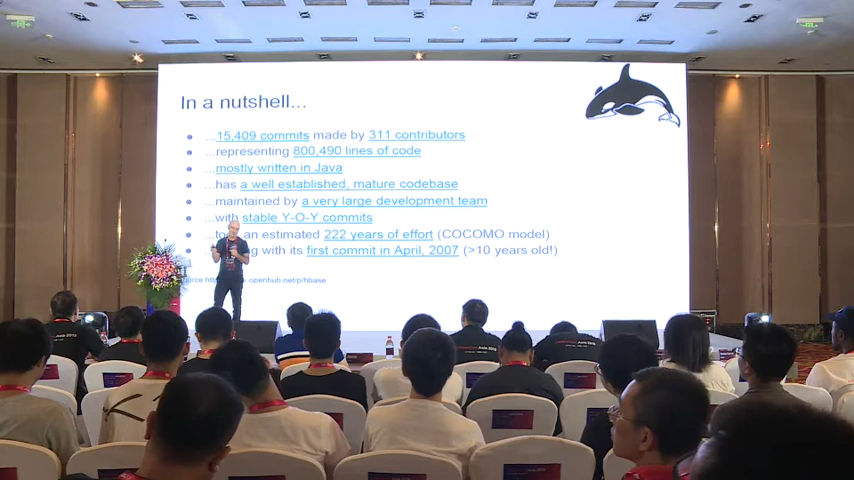 In a nutshell...
...15,409 commits made by 311 contributors
...representing 800,490 lines of code
...mostly written in Java
...has a well established, mature codebase
...maintained by a very large development team
...with stable Y-O-Y commits
an estimated 222 years of effort (COCOMO model)
with its first commit in April, 2007 (>10 years old!)
openhub.net/p/hbase